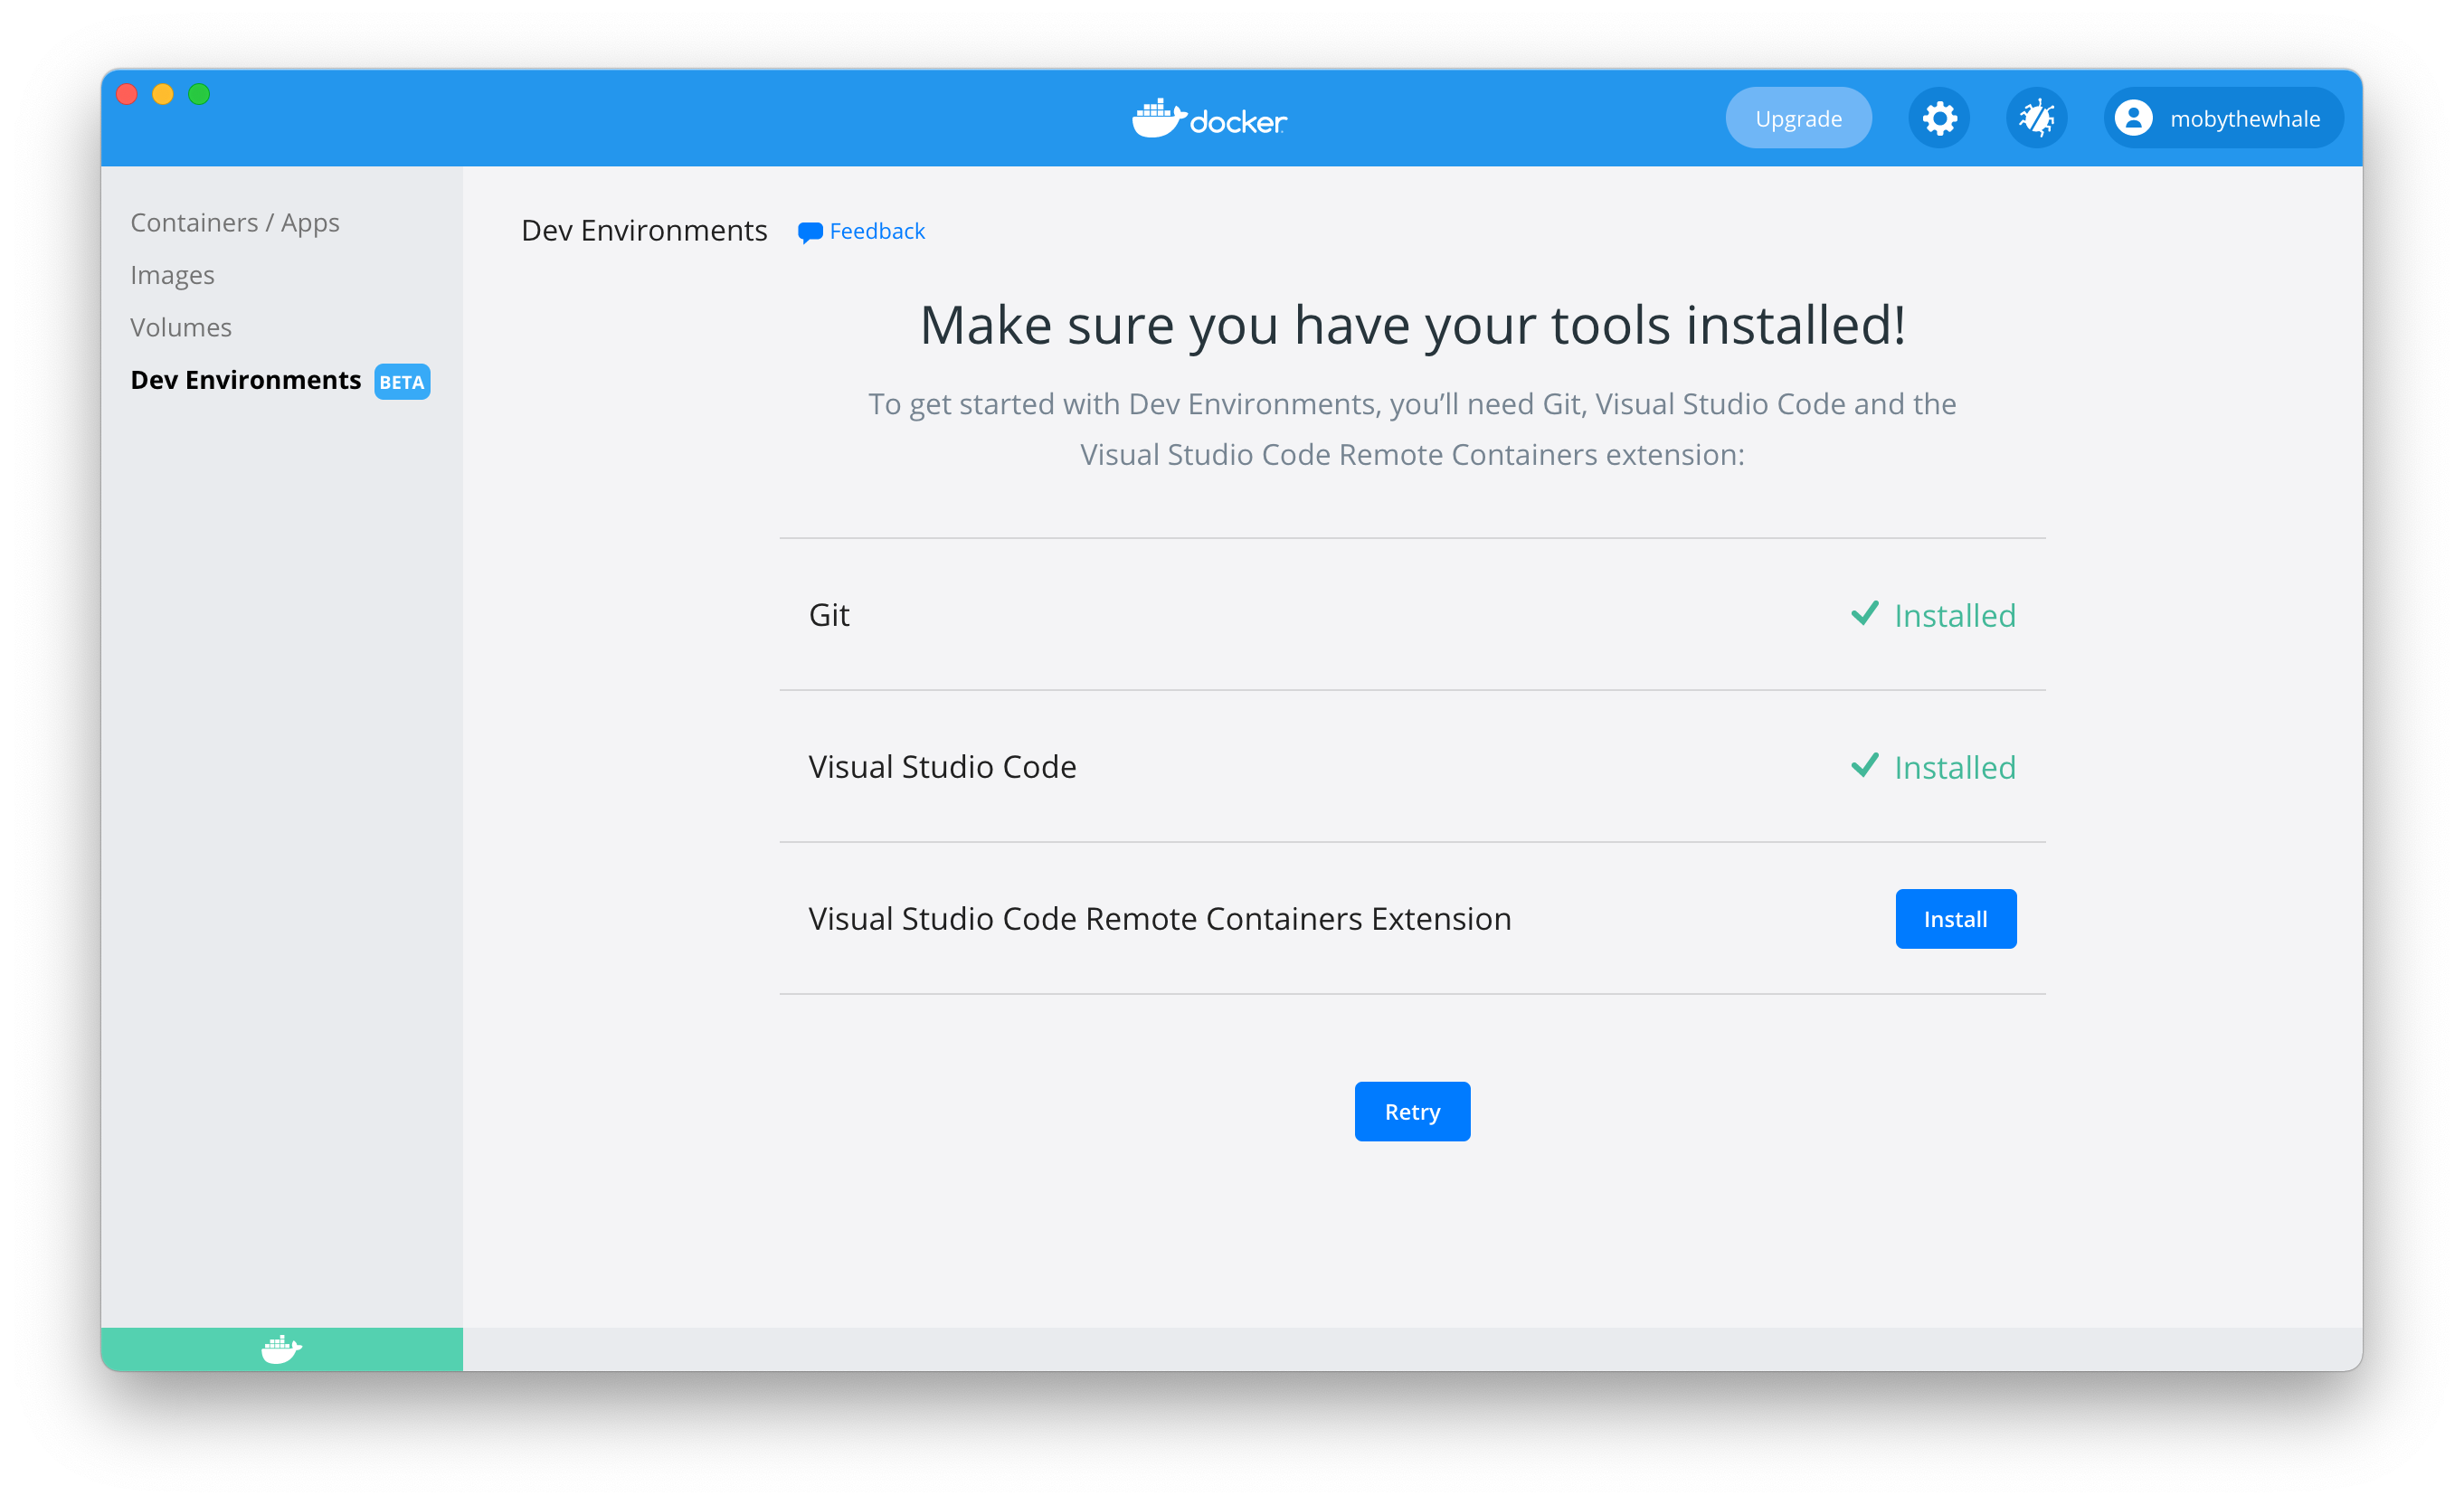 docker
Upgrade
mobythewhale
Containers / Apps
Images
Volumes
Dev Environments BETA
Dev Environments Feedback
Make sure you have your tools installed!
To get started with Dev Environments, you’ll need Git, Visual Studio Code and the
Visual Studio Code Remote Containers extension:
Git Installed
Visual Studio Code Installed
Visual Studio Code Remote Containers Extension Install
Retry